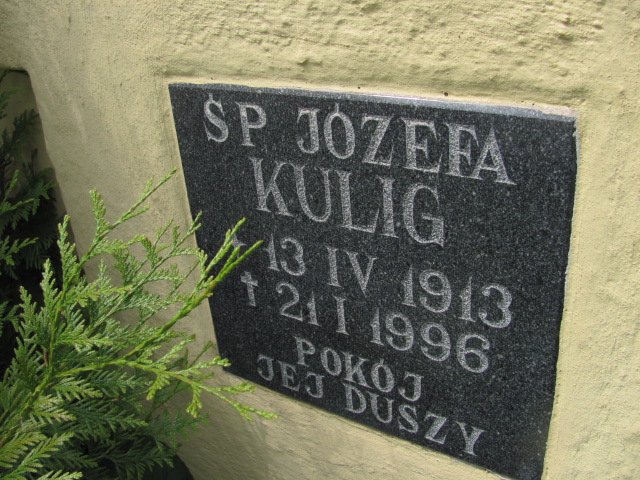 ŚP JÓZEFA
KULIG
* 13 IV 1913
✝ 21 I 1996
POKÓJ
JEJ DUSZY